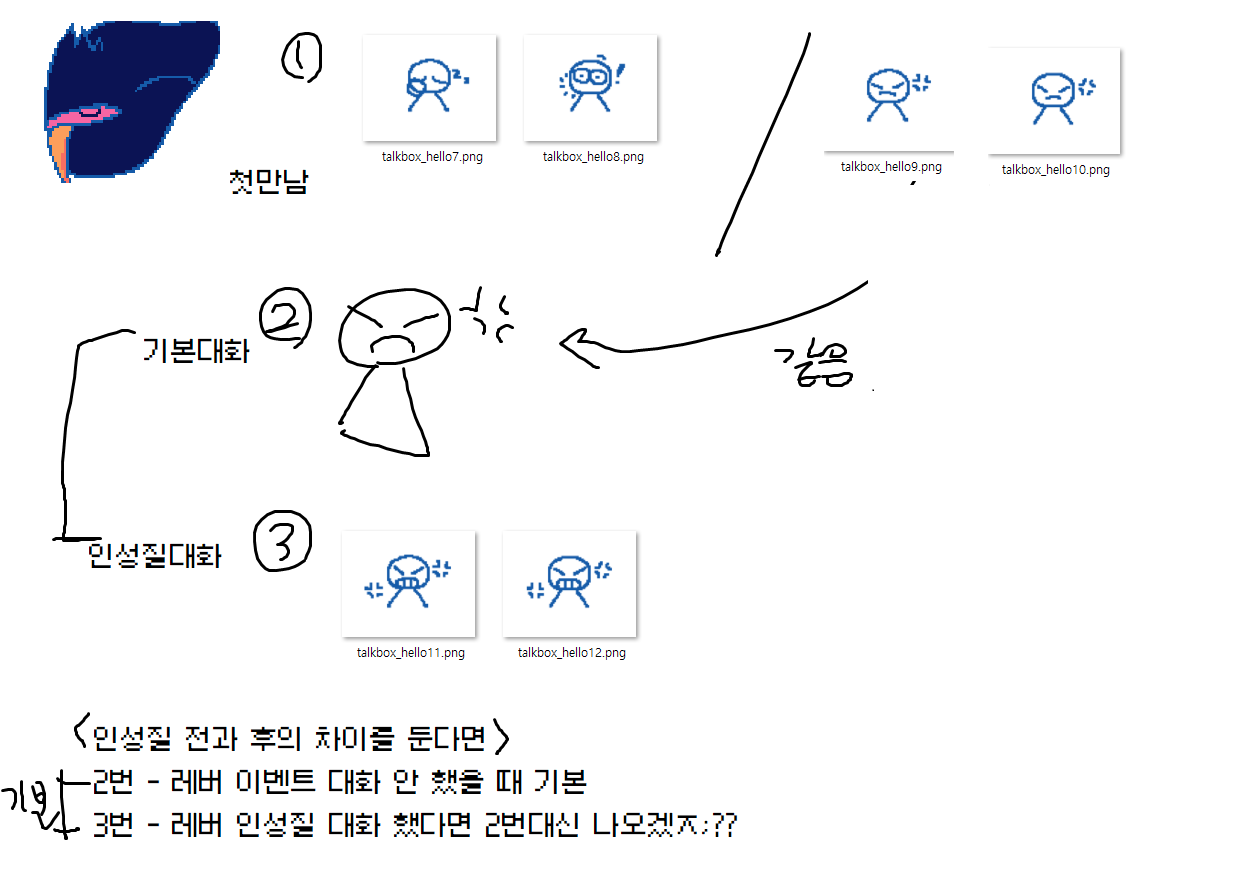 ①
z
!
talkbox_hello7.png
talkbox_hello8.png
talkbox_hello9.png
talkbox_hello10.png
첫만남
②
기본대화
같음
③
인성질대화
talkbox_hello11.png
talkbox_hello12.png
<인성질 전과 후의 차이를 둔다면>
기본
2번 - 레버 이벤트 대화 안 했을 때 기본
3번 - 레버 인성질 대화 했다면 2번대신 나오겠지??